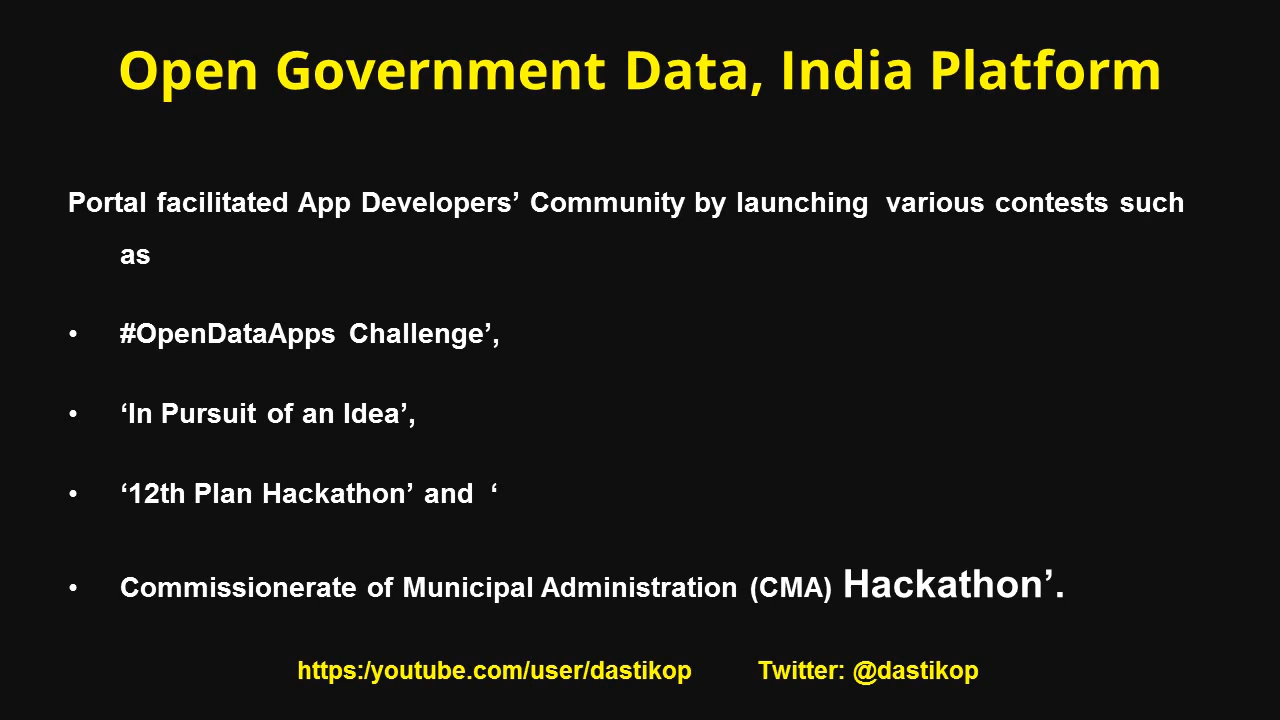 Open Government Data, India Platform
Portal facilitated App Developers’ Community by launching various contests such
as
• #OpenDataApps Challenge’,
• ‘In Pursuit of an Idea’,
• ‘12th Plan Hackathon’ and ‘
• Commissionerate of Municipal Administration (CMA) Hackathon’.
https:/youtube.com/user/dastikop Twitter: @dastikop